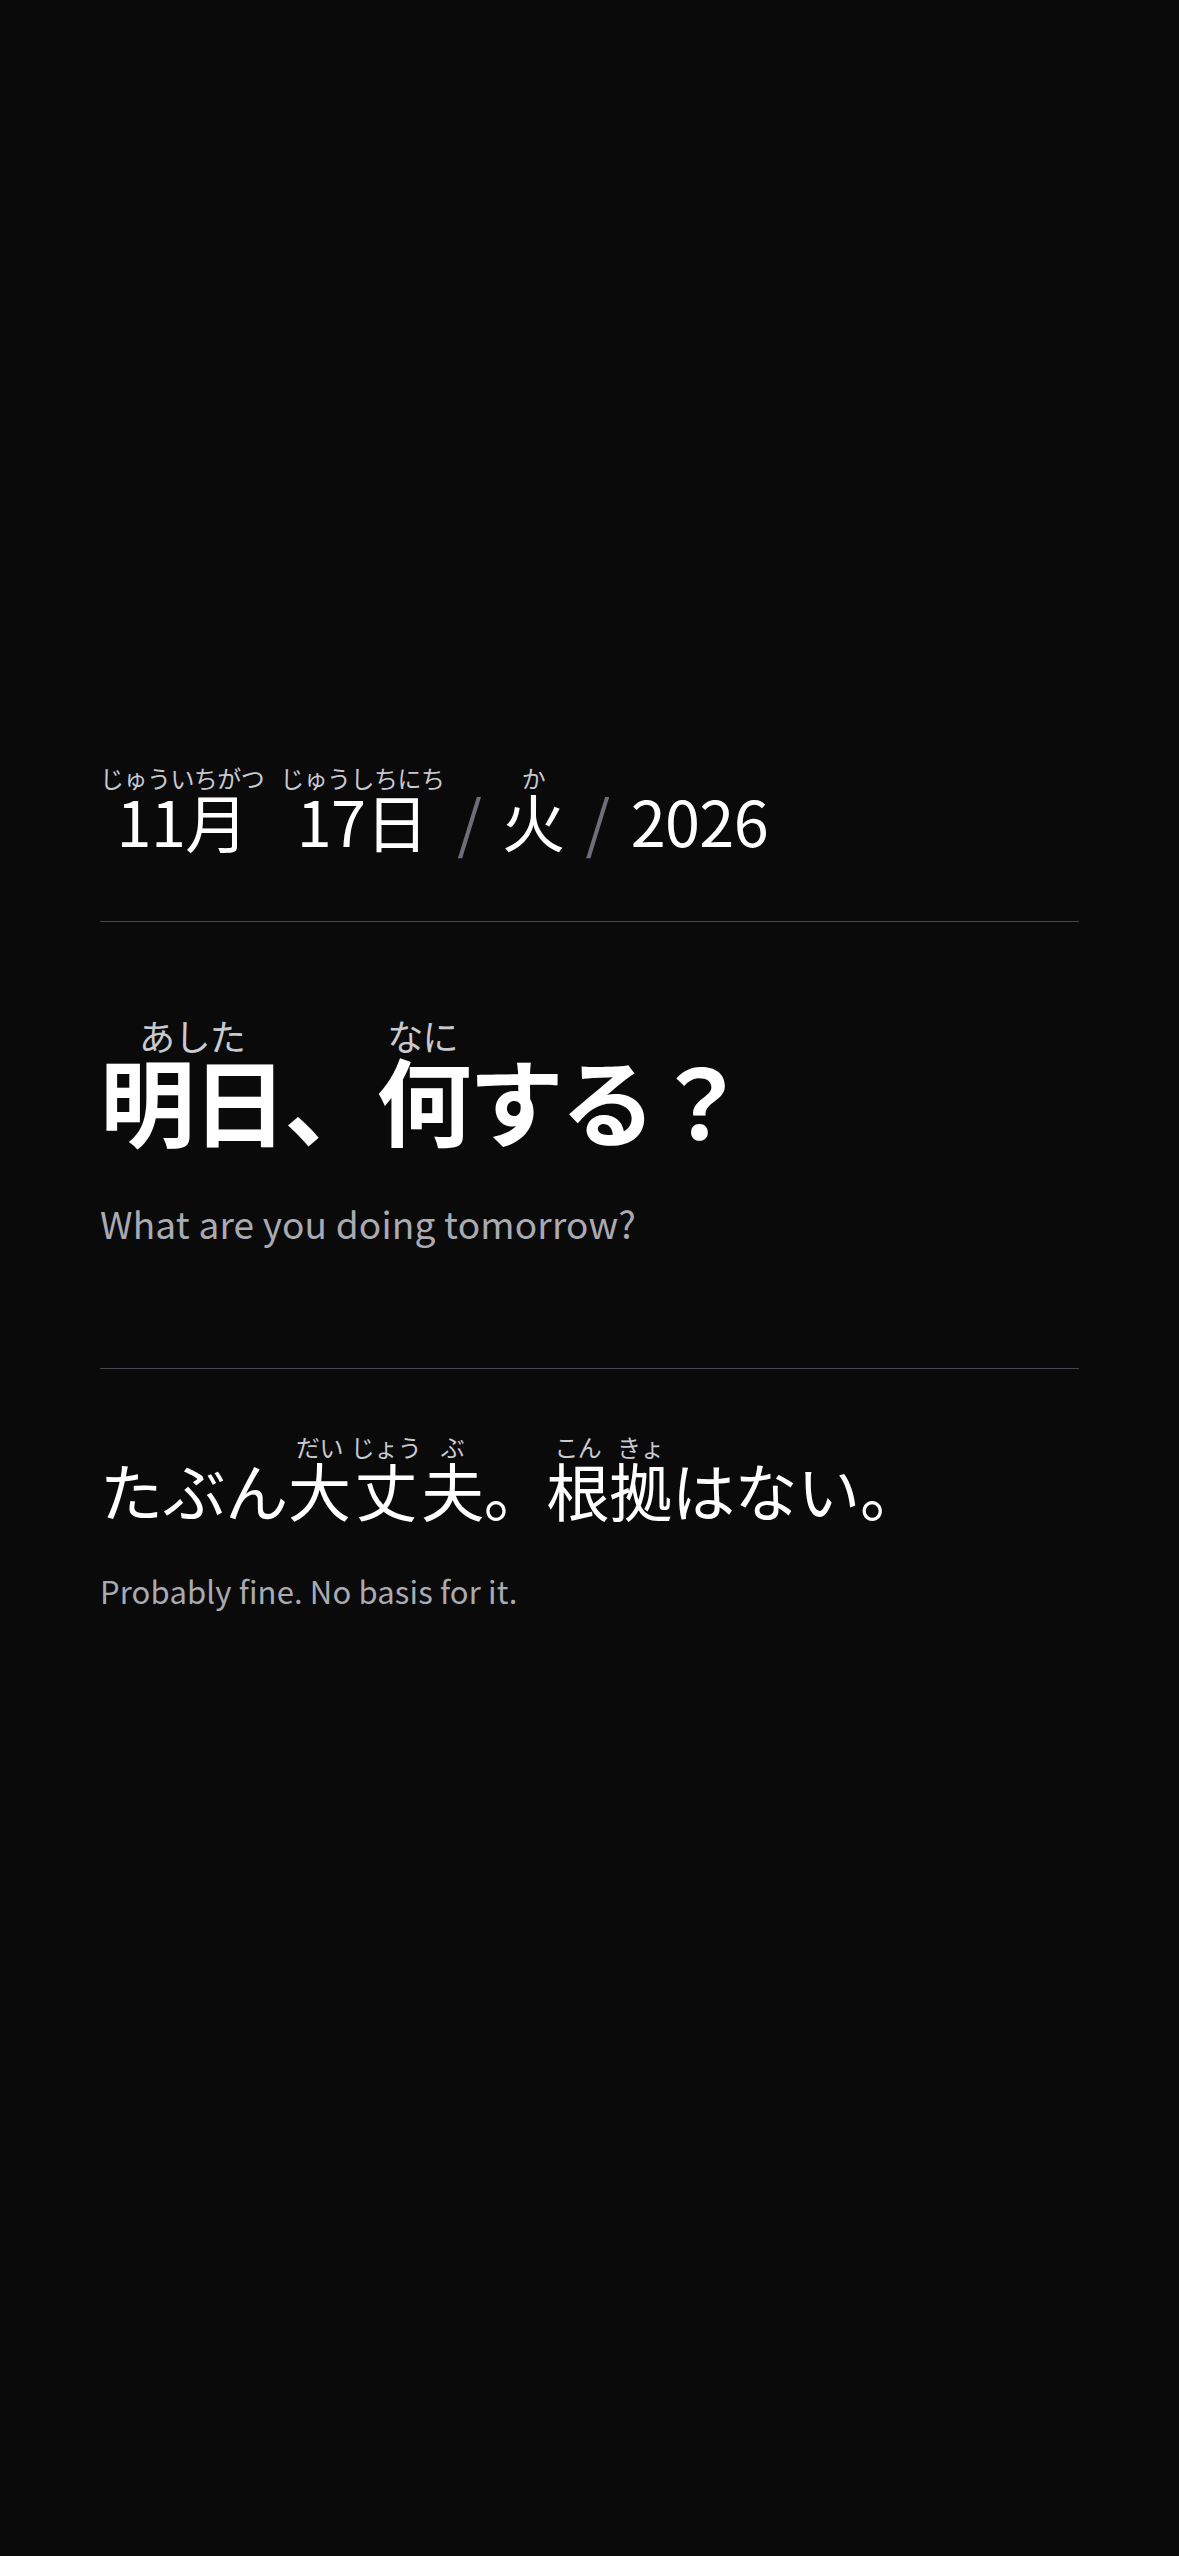 じゅういちがつ じゅうしちにち か
11月 17日 / 火 / 2026
あした なに
明日、何する？
What are you doing tomorrow?
だい じょう ぶ こん きょ
たぶん大丈夫。根拠はない。
Probably fine. No basis for it.